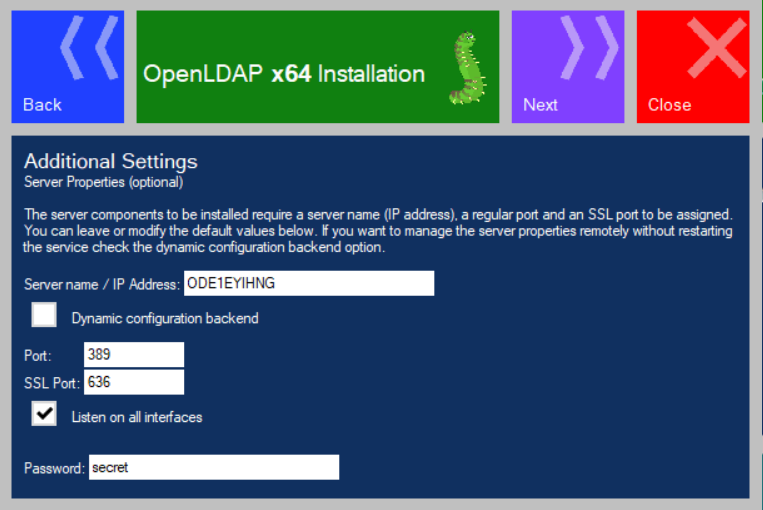 Back
OpenLDAP x64 Installation
Next
Close
Additional Settings
Server Properties (optional)
The server components to be installed require a server name (IP address), a regular port and an SSL port to be assigned.
You can leave or modify the default values below. If you want to manage the server properties remotely without restarting
the service check the dynamic configuration backend option.
Server name / IP Address: ODE1EYIHNG
Dynamic configuration backend
Port: 389
SSL Port: 636
Listen on all interfaces
Password: secret